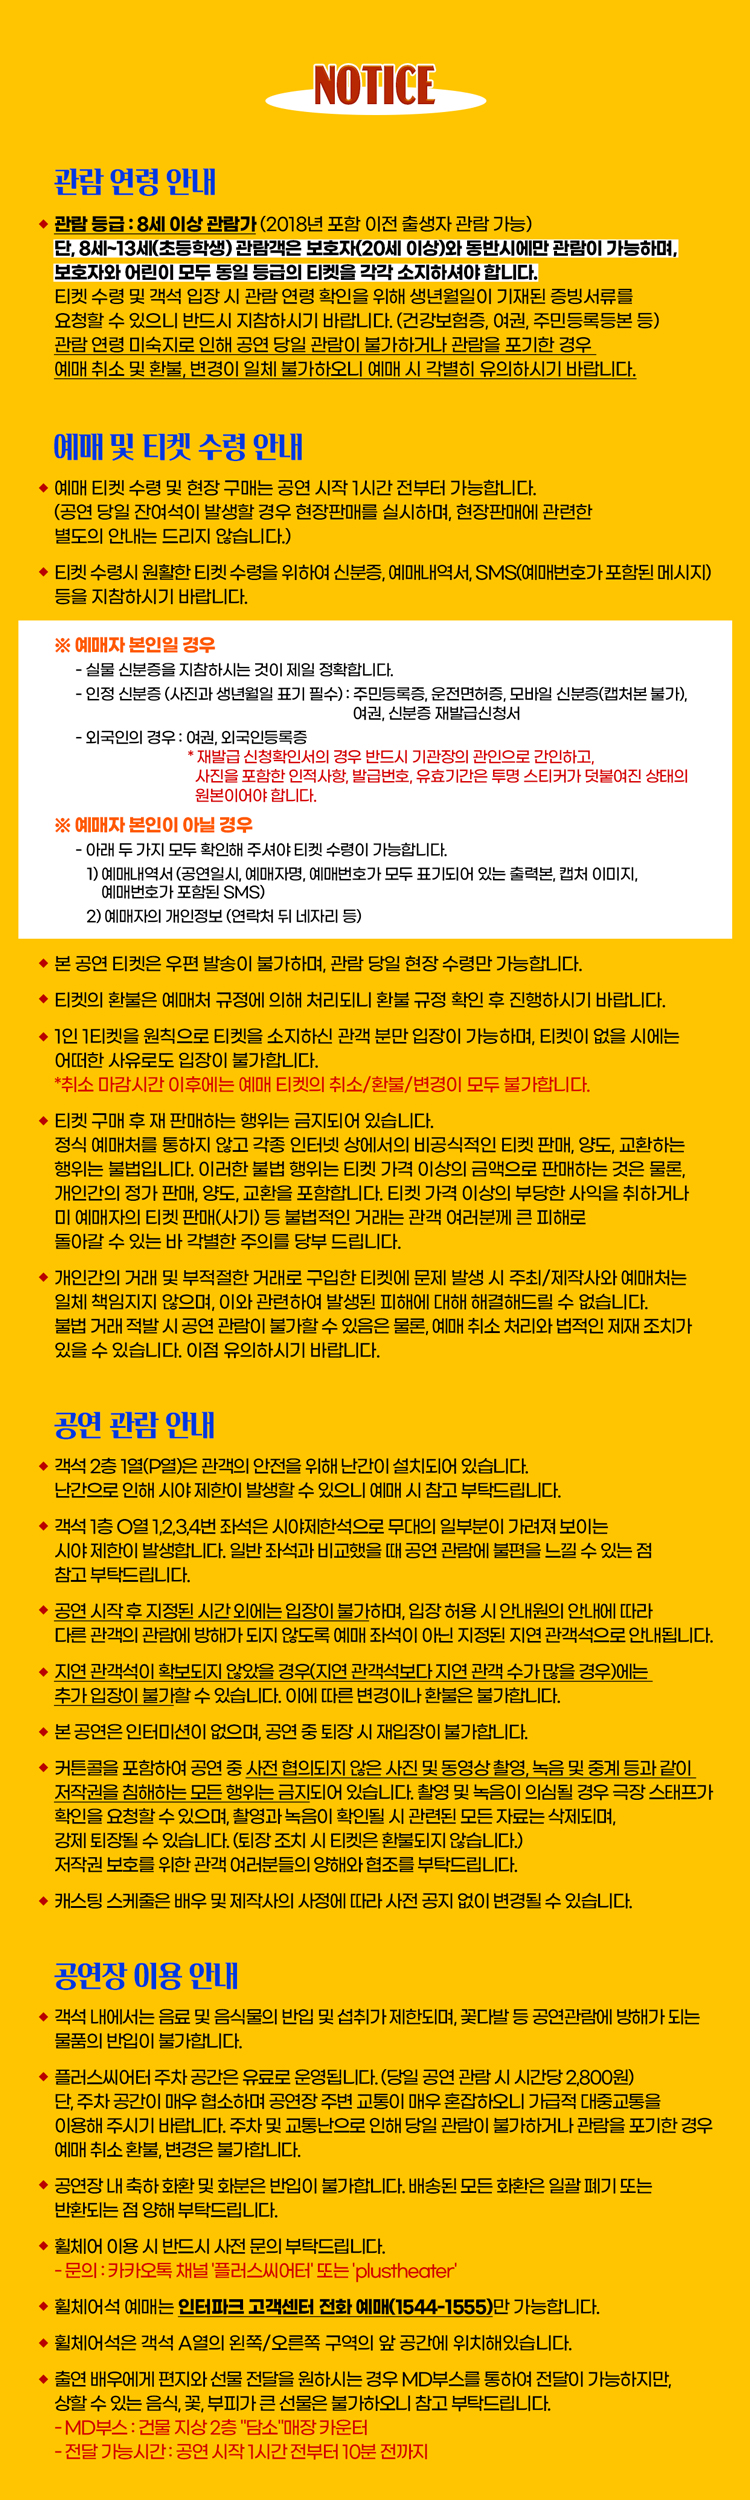 NOTICE
관람 연령 안내
◆ 관람 등급 : 8세 이상 관람가 (2018년 포함 이전 출생자 관람 가능)
단, 8세~13세(초등학생) 관람객은 보호자(20세 이상)와 동반시에만 관람이 가능하며,
보호자와 어린이 모두 동일 등급의 티켓을 각각 소지하셔야 합니다.
티켓 수령 및 객석 입장 시 관람 연령 확인을 위해 생년월일이 기재된 증빙서류를
요청할 수 있으니 반드시 지참하시기 바랍니다. (건강보험증, 여권, 주민등록등본 등)
관람 연령 미숙지로 인해 공연 당일 관람이 불가하거나 관람을 포기한 경우
예매 취소 및 환불, 변경이 일체 불가하오니 예매 시 각별히 유의하시기 바랍니다.
예매 및 티켓 수령 안내
◆ 예매 티켓 수령 및 현장 구매는 공연 시작 1시간 전부터 가능합니다.
(공연 당일 잔여석이 발생할 경우 현장판매를 실시하며, 현장판매에 관련한
별도의 안내는 드리지 않습니다.)
◆ 티켓 수령시 원활한 티켓 수령을 위하여 신분증, 예매내역서, SMS(예매번호가 포함된 메시지)
등을 지참하시기 바랍니다.
※ 예매자 본인일 경우
- 실물 신분증을 지참하시는 것이 제일 정확합니다.
- 인정 신분증 (사진과 생년월일 표기 필수) : 주민등록증, 운전면허증, 모바일 신분증(캡처본 불가),
여권, 신분증 재발급신청서
- 외국인의 경우 : 여권, 외국인등록증
* 재발급 신청확인서의 경우 반드시 기관장의 관인으로 간인하고,
사진을 포함한 인적사항, 발급번호, 유효기간은 투명 스티커가 덧붙여진 상태의
원본이어야 합니다.
※ 예매자 본인이 아닐 경우
- 아래 두 가지 모두 확인해 주셔야 티켓 수령이 가능합니다.
1) 예매내역서 (공연일시, 예매자명, 예매번호가 모두 표기되어 있는 출력본, 캡처 이미지,
예매번호가 포함된 SMS)
2) 예매자의 개인정보 (연락처 뒤 네자리 등)
◆ 본 공연 티켓은 우편 발송이 불가하며, 관람 당일 현장 수령만 가능합니다.
◆ 티켓의 환불은 예매처 규정에 의해 처리되니 환불 규정 확인 후 진행하시기 바랍니다.
◆ 1인 1티켓을 원칙으로 티켓을 소지하신 관객 분만 입장이 가능하며, 티켓이 없을 시에는
어떠한 사유로도 입장이 불가합니다.
*취소 마감시간 이후에는 예매 티켓의 취소/환불/변경이 모두 불가합니다.
◆ 티켓 구매 후 재 판매하는 행위는 금지되어 있습니다.
정식 예매처를 통하지 않고 각종 인터넷 상에서의 비공식적인 티켓 판매, 양도, 교환하는
행위는 불법입니다. 이러한 불법 행위는 티켓 가격 이상의 금액으로 판매하는 것은 물론,
개인간의 정가 판매, 양도, 교환을 포함합니다. 티켓 가격 이상의 부당한 사익을 취하거나
미 예매자의 티켓 판매(사기) 등 불법적인 거래는 관객 여러분께 큰 피해로
돌아갈 수 있는 바 각별한 주의를 당부 드립니다.
◆ 개인간의 거래 및 부적절한 거래로 구입한 티켓에 문제 발생 시 주최/제작사와 예매처는
일체 책임지지 않으며, 이와 관련하여 발생된 피해에 대해 해결해드릴 수 없습니다.
불법 거래 적발 시 공연 관람이 불가할 수 있음은 물론, 예매 취소 처리와 법적인 제재 조치가
있을 수 있습니다. 이점 유의하시기 바랍니다.
공연 관람 안내
◆ 객석 2층 1열(P열)은 관객의 안전을 위해 난간이 설치되어 있습니다.
난간으로 인해 시야 제한이 발생할 수 있으니 예매 시 참고 부탁드립니다.
◆ 객석 1층 O열 1,2,3,4번 좌석은 시야제한석으로 무대의 일부분이 가려져 보이는
시야 제한이 발생합니다. 일반 좌석과 비교했을 때 공연 관람에 불편을 느낄 수 있는 점
참고 부탁드립니다.
◆ 공연 시작 후 지정된 시간 외에는 입장이 불가하며, 입장 허용 시 안내원의 안내에 따라
다른 관객의 관람에 방해가 되지 않도록 예매 좌석이 아닌 지정된 지연 관객석으로 안내됩니다.
◆ 지연 관객석이 확보되지 않았을 경우(지연 관객석보다 지연 관객 수가 많을 경우)에는
추가 입장이 불가할 수 있습니다. 이에 따른 변경이나 환불은 불가합니다.
◆ 본 공연은 인터미션이 없으며, 공연 중 퇴장 시 재입장이 불가합니다.
◆ 커튼콜을 포함하여 공연 중 사전 협의되지 않은 사진 및 동영상 촬영, 녹음 및 중계 등과 같이
저작권을 침해하는 모든 행위는 금지되어 있습니다. 촬영 및 녹음이 의심될 경우 극장 스태프가
확인을 요청할 수 있으며, 촬영과 녹음이 확인될 시 관련된 모든 자료는 삭제되며,
강제 퇴장될 수 있습니다. (퇴장 조치 시 티켓은 환불되지 않습니다.)
저작권 보호를 위한 관객 여러분들의 양해와 협조를 부탁드립니다.
◆ 캐스팅 스케줄은 배우 및 제작사의 사정에 따라 사전 공지 없이 변경될 수 있습니다.
공연장 이용 안내
◆ 객석 내에서는 음료 및 음식물의 반입 및 섭취가 제한되며, 꽃다발 등 공연관람에 방해가 되는
물품의 반입이 불가합니다.
◆ 플러스씨어터 주차 공간은 유료로 운영됩니다. (당일 공연 관람 시 시간당 2,800원)
단, 주차 공간이 매우 협소하며 공연장 주변 교통이 매우 혼잡하오니 가급적 대중교통을
이용해 주시기 바랍니다. 주차 및 교통난으로 인해 당일 관람이 불가하거나 관람을 포기한 경우
예매 취소 환불, 변경은 불가합니다.
◆ 공연장 내 축하 화환 및 화분은 반입이 불가합니다. 배송된 모든 화환은 일괄 폐기 또는
반환되는 점 양해 부탁드립니다.
◆ 휠체어 이용 시 반드시 사전 문의 부탁드립니다.
- 문의 : 카카오톡 채널 '플러스씨어터' 또는 'plustheater'
◆ 휠체어석 예매는 인터파크 고객센터 전화 예매(1544-1555)만 가능합니다.
◆ 휠체어석은 객석 A열의 왼쪽/오른쪽 구역의 앞 공간에 위치해있습니다.
◆ 출연 배우에게 편지와 선물 전달을 원하시는 경우 MD부스를 통하여 전달이 가능하지만,
상할 수 있는 음식, 꽃, 부피가 큰 선물은 불가하오니 참고 부탁드립니다.
- MD부스 : 건물 지상 2층 "담소"매장 카운터
- 전달 가능시간 : 공연 시작 1시간 전부터 10분 전까지